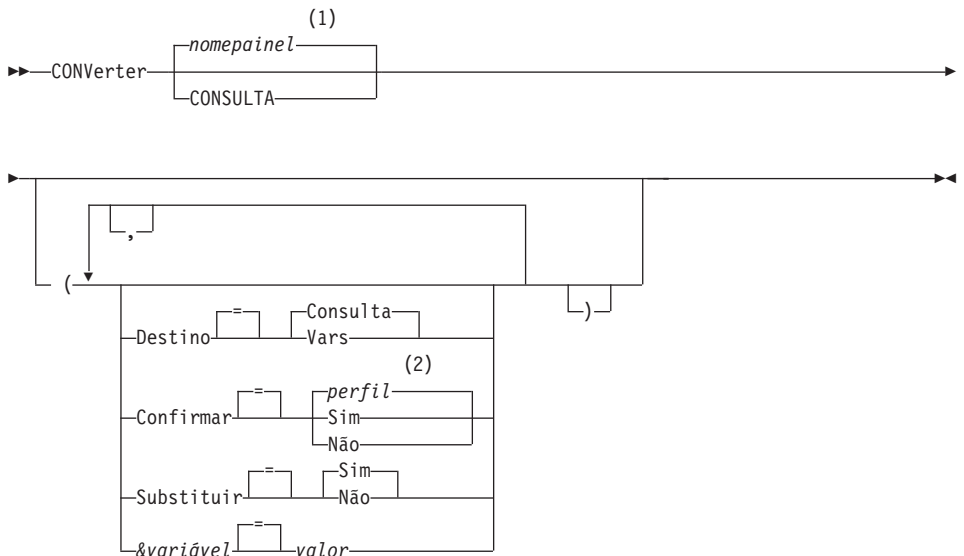 (1)
nomepainel
CONVerter
CONSULTA
,
(
)
= Consulta
Destino Vars
(2)
= perfil
Confirmar Sim
Não
= Sim
Substituir Não
=
&variável valor